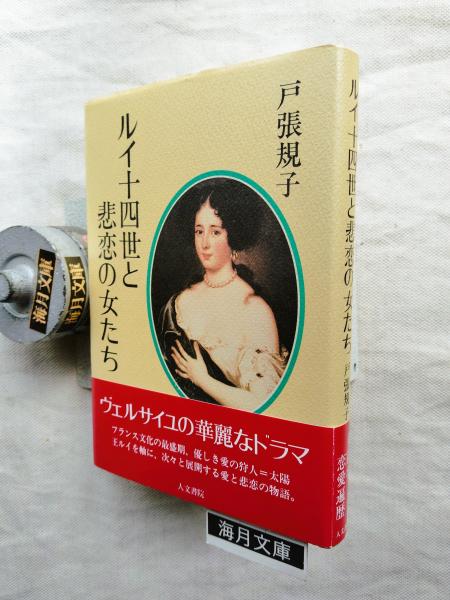 戸張規子
ルイ十四世と
悲恋の女たち
ヴェルサイユの華麗なドラマ
フランス文化の最盛期、優しき愛の狩人＝太陽
王ルイを軸に、次々と展開する愛と悲恋の物語。
人文書院
ルイ十四世と悲恋の女たち
戸張規子
恋愛遍歴
人文
海月文庫
海月文庫
海月文庫